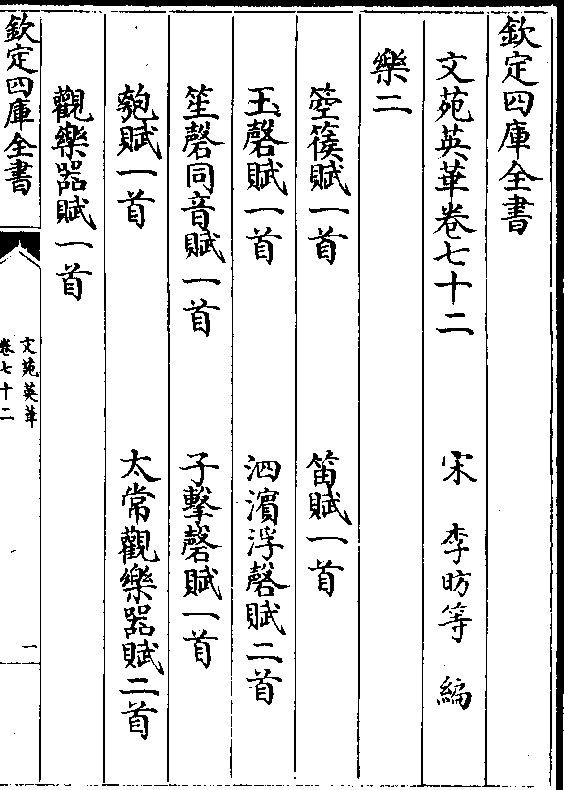 欽定四庫全書
文苑英華卷七十二
宋 李昉等 編
樂二
箜篌賦一首 笛賦一首
玉磬賦一首 泗濱浮磬賦二首
笙磬同音賦一首 子擊磬賦一首
匏賦一首 太常觀樂器賦二首
觀樂器賦一首
欽定四庫全書
文苑英華
卷七十二
一